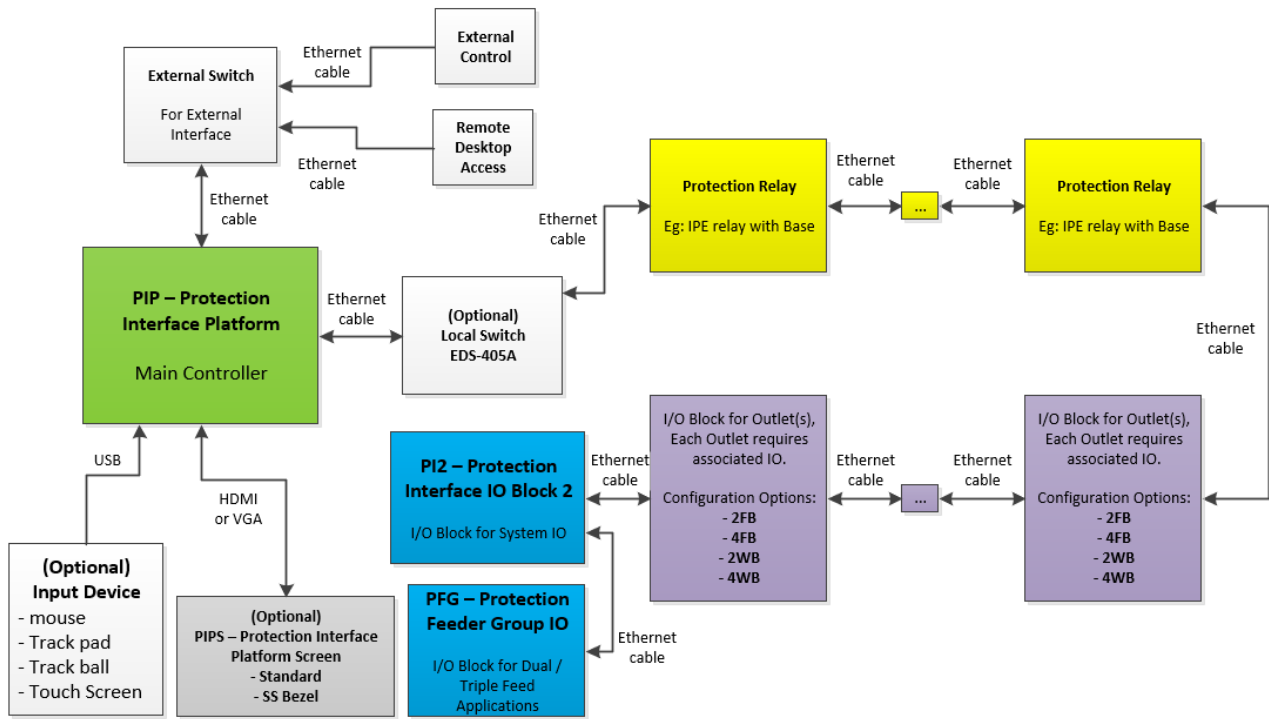 External
Control
Ethernet
cable
External Switch
For External
Interface
Remote
Desktop
Access
Ethernet
cable
Ethernet
cable
Protection Relay
Eg: IPE relay with Base
Ethernet
cable
...
Ethernet
cable
Protection Relay
Eg: IPE relay with Base
Ethernet
cable
PIP – Protection
Interface Platform
Main Controller
Ethernet
cable
(Optional)
Local Switch
EDS-405A
Ethernet
cable
USB
HDMI
or VGA
PI2 – Protection
Interface IO Block 2
I/O Block for System IO
Ethernet
cable
I/O Block for Outlet(s),
Each Outlet requires
associated IO.
Configuration Options:
- 2FB
- 4FB
- 2WB
- 4WB
Ethernet
cable
...
Ethernet
cable
I/O Block for Outlet(s),
Each Outlet requires
associated IO.
Configuration Options:
- 2FB
- 4FB
- 2WB
- 4WB
(Optional)
Input Device
- mouse
- Track pad
- Track ball
- Touch Screen
(Optional)
PIPS – Protection Interface
Platform Screen
- Standard
- SS Bezel
PFG – Protection
Feeder Group IO
I/O Block for Dual /
Triple Feed
Applications
Ethernet
cable